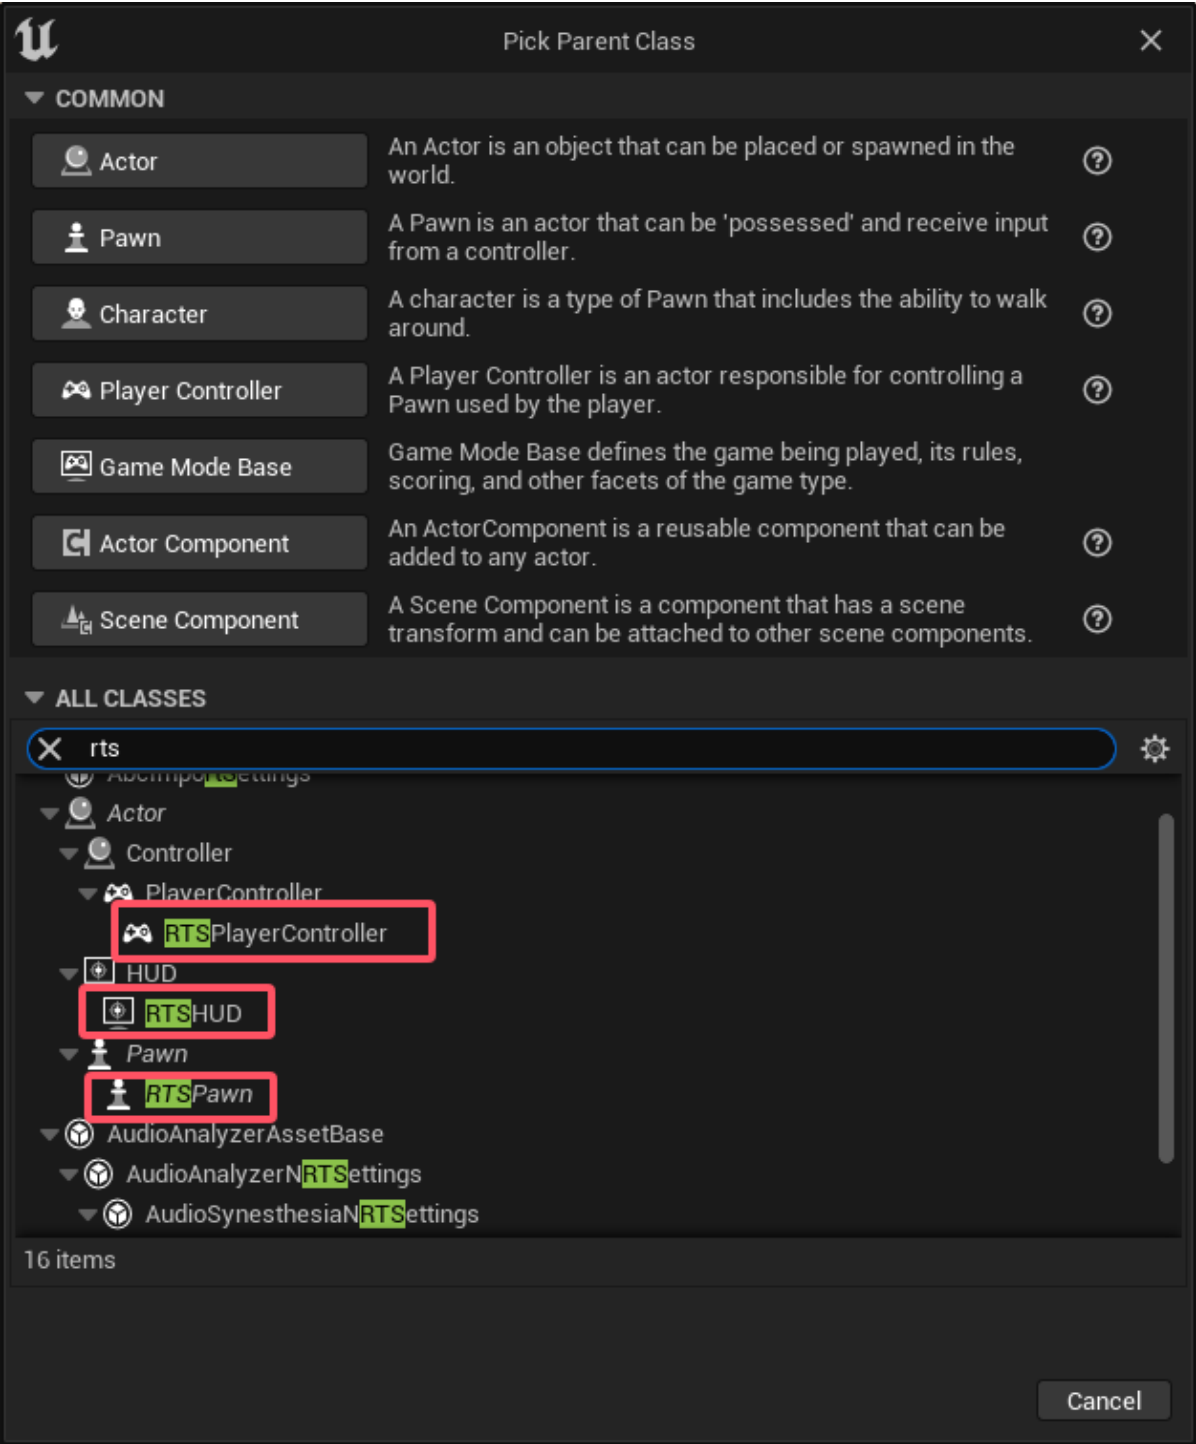 Pick Parent Class
COMMON
Actor
An Actor is an object that can be placed or spawned in the
world.
Pawn
A Pawn is an actor that can be 'possessed' and receive input
from a controller.
Character
A character is a type of Pawn that includes the ability to walk
around.
Player Controller
A Player Controller is an actor responsible for controlling a
Pawn used by the player.
Game Mode Base
Game Mode Base defines the game being played, its rules,
scoring, and other facets of the game type.
Actor Component
An ActorComponent is a reusable component that can be
added to any actor.
Scene Component
A Scene Component is a component that has a scene
transform and can be attached to other scene components.
ALL CLASSES
rts
AbcImportSettings
Actor
Controller
PlayerController
RTSPlayerController
HUD
RTSHUD
Pawn
RTSPawn
AudioAnalyzerAssetBase
AudioAnalyzerNRTSettings
AudioSynesthesiaNRTSettings
16 items
Cancel